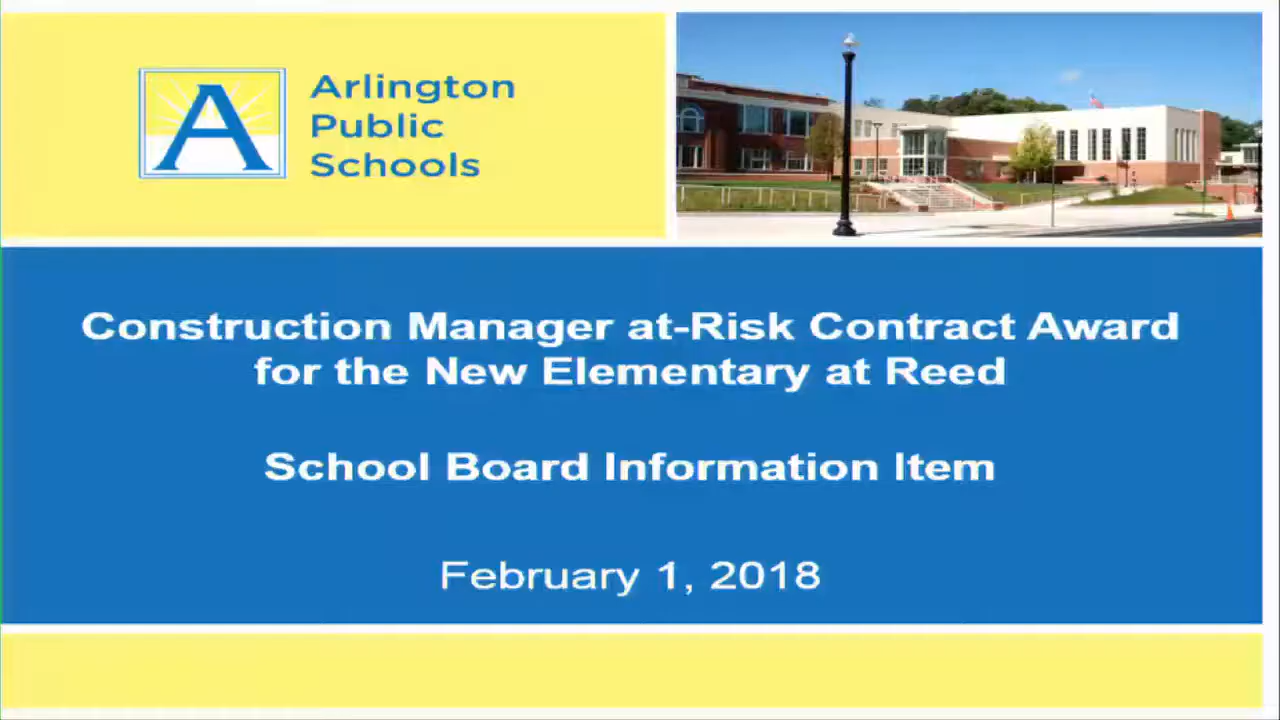 A
Arlington
Public
Schools
Construction Manager at-Risk Contract Award
for the New Elementary at Reed
School Board Information Item
February 1, 2018